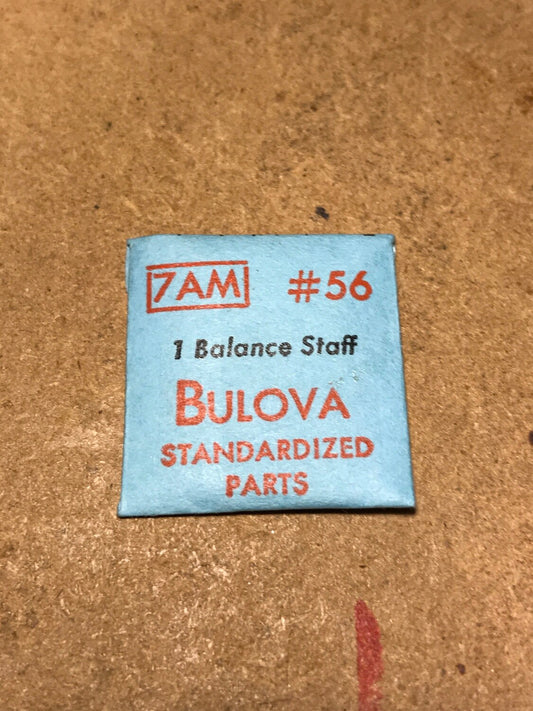 7AM #56
1 Balance Staff
BULOVA
STANDARDIZED
PARTS